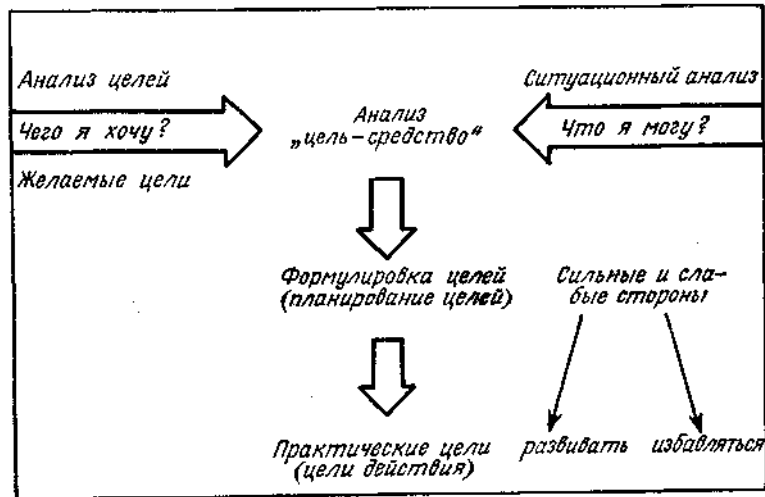 Анализ целей
Чего я хочу?
Желаемые цели
Анализ
„цель–средство“
Ситуационный анализ
Что я могу?
Формулировка целей
(планирование целей)
Сильные и сла-
бые стороны
Практические цели
(цели действия)
развивать
избавляться